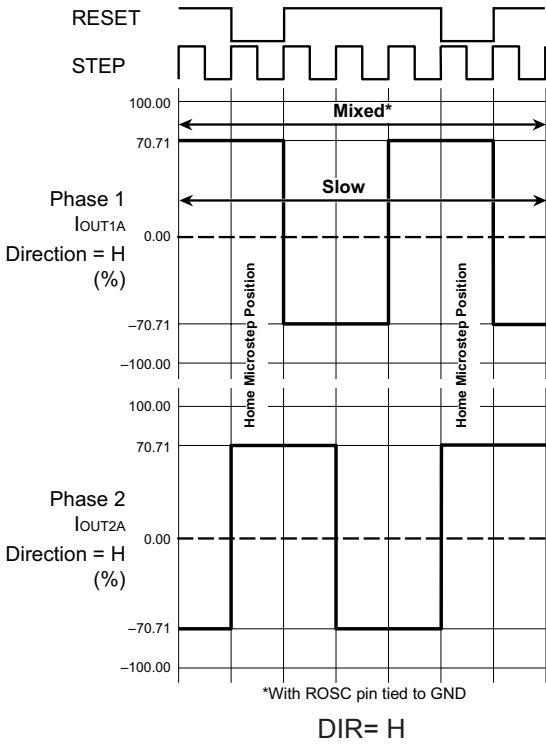 RESET
STEP
100.00
Mixed*
70.71
Slow
Phase 1
IOUT1A
0.00
Direction = H
(%)
Home Microstep Position
Home Microstep Position
–70.71
–100.00
100.00
70.71
Phase 2
IOUT2A
0.00
Direction = H
(%)
–70.71
–100.00
*With ROSC pin tied to GND
DIR= H